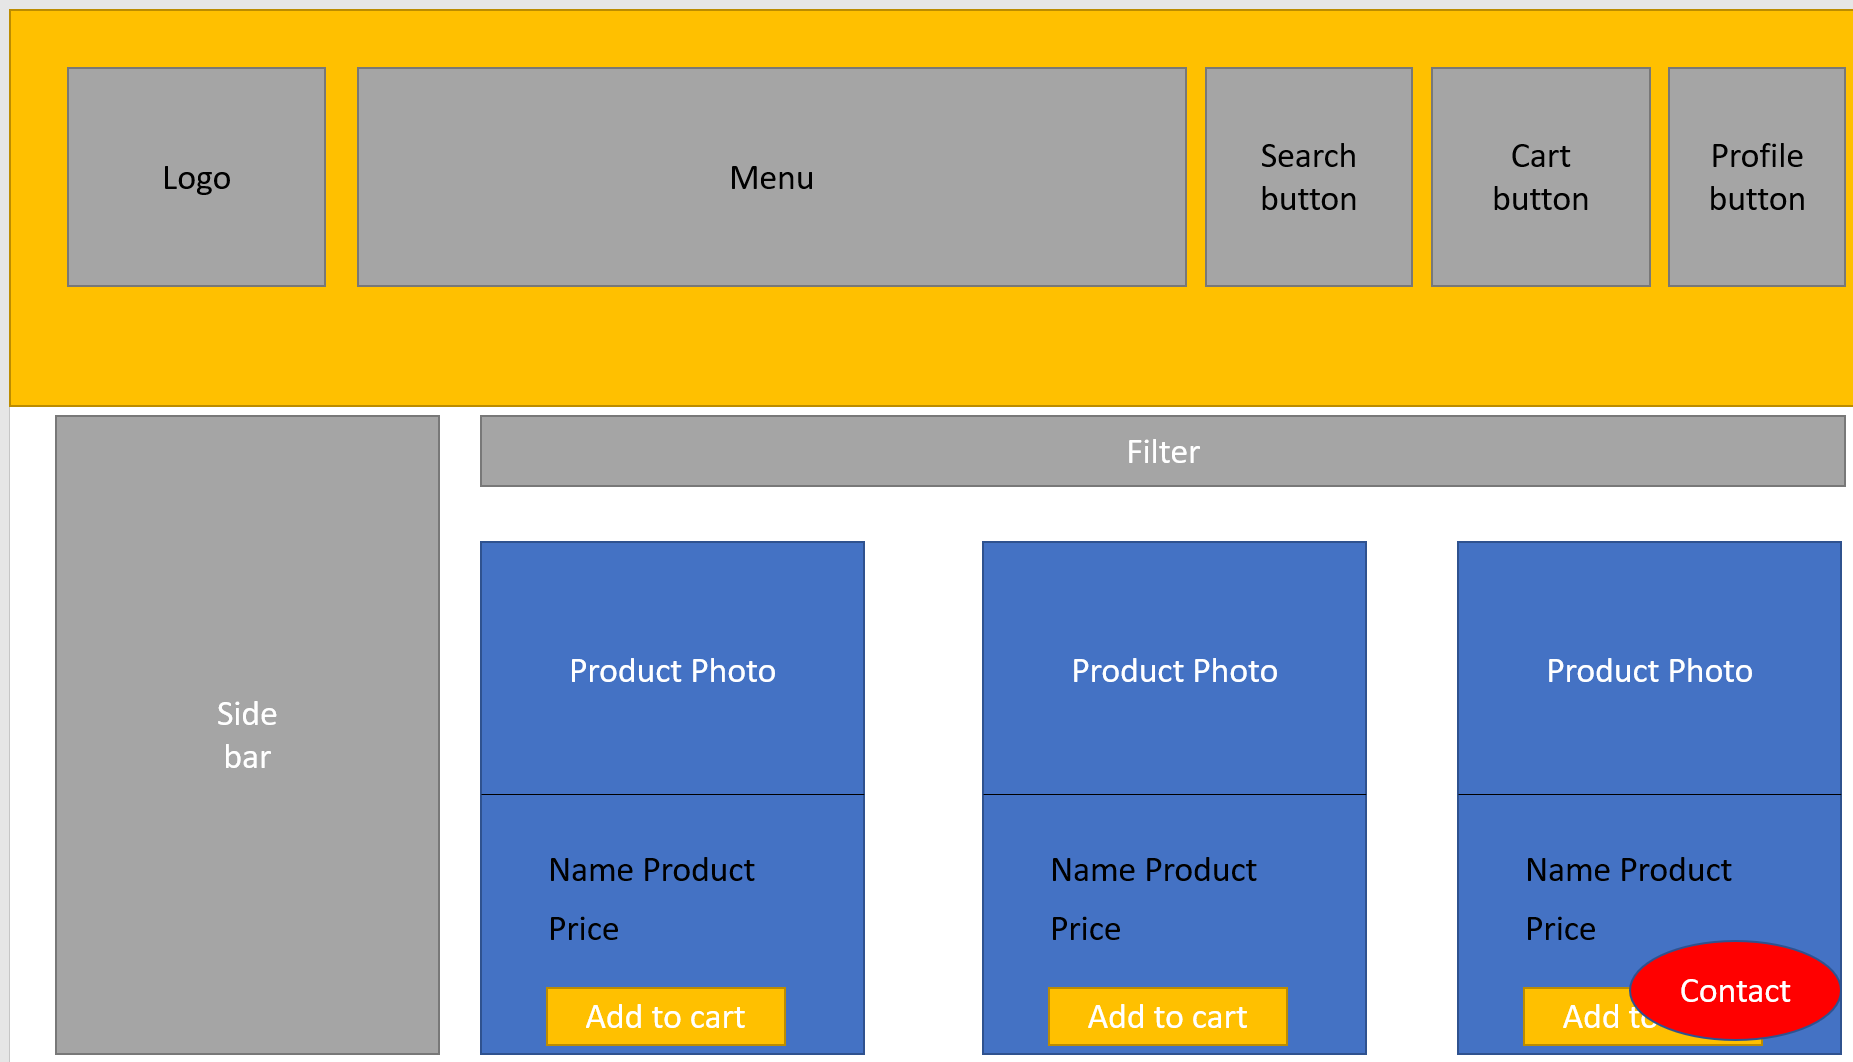 Logo
Menu
Search
button
Cart
button
Profile
button
Side
bar
Filter
Product Photo
Name Product
Price
Add to cart
Product Photo
Name Product
Price
Add to cart
Product Photo
Name Product
Price
Add to
Contact